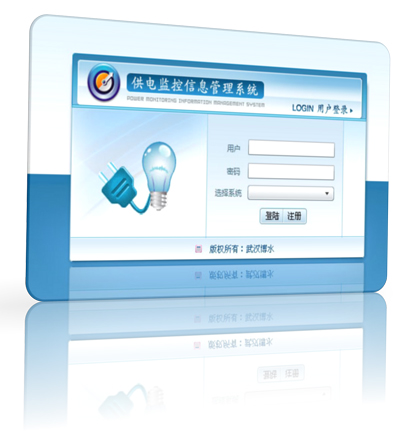 供电监控信息管理系统
POWER MONITORING INFORMATION MANAGEMENT SYSTEM
LOGIN 用户登录
用户
密码
选择系统
登陆 注册
版权所有：武汉博水